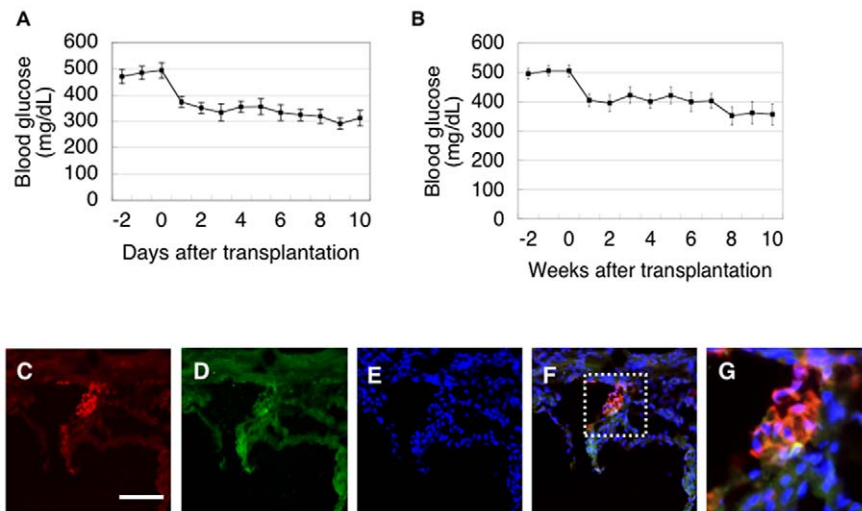 A
Blood glucose
(mg/dL)
600
500
400
300
200
100
0
-2 0 2 4 6 8 10
Days after transplantation
B
Blood glucose
(mg/dL)
600
500
400
300
200
100
0
-2 0 2 4 6 8 10
Weeks after transplantation
C D E F G